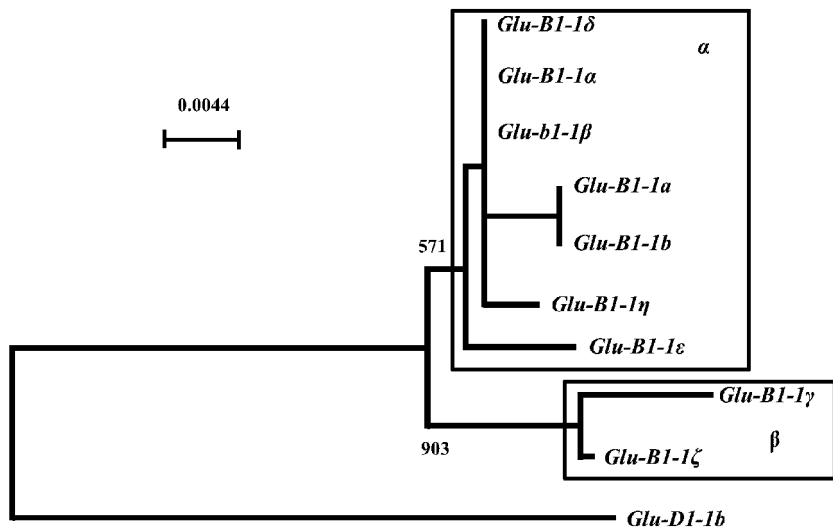 Glu-B1-1δ
α
Glu-B1-1α
0.0044
Glu-b1-1β
Glu-B1-1a
Glu-B1-1b
571
Glu-B1-1η
Glu-B1-1ε
Glu-B1-1γ
903
β
Glu-B1-1ζ
Glu-D1-1b